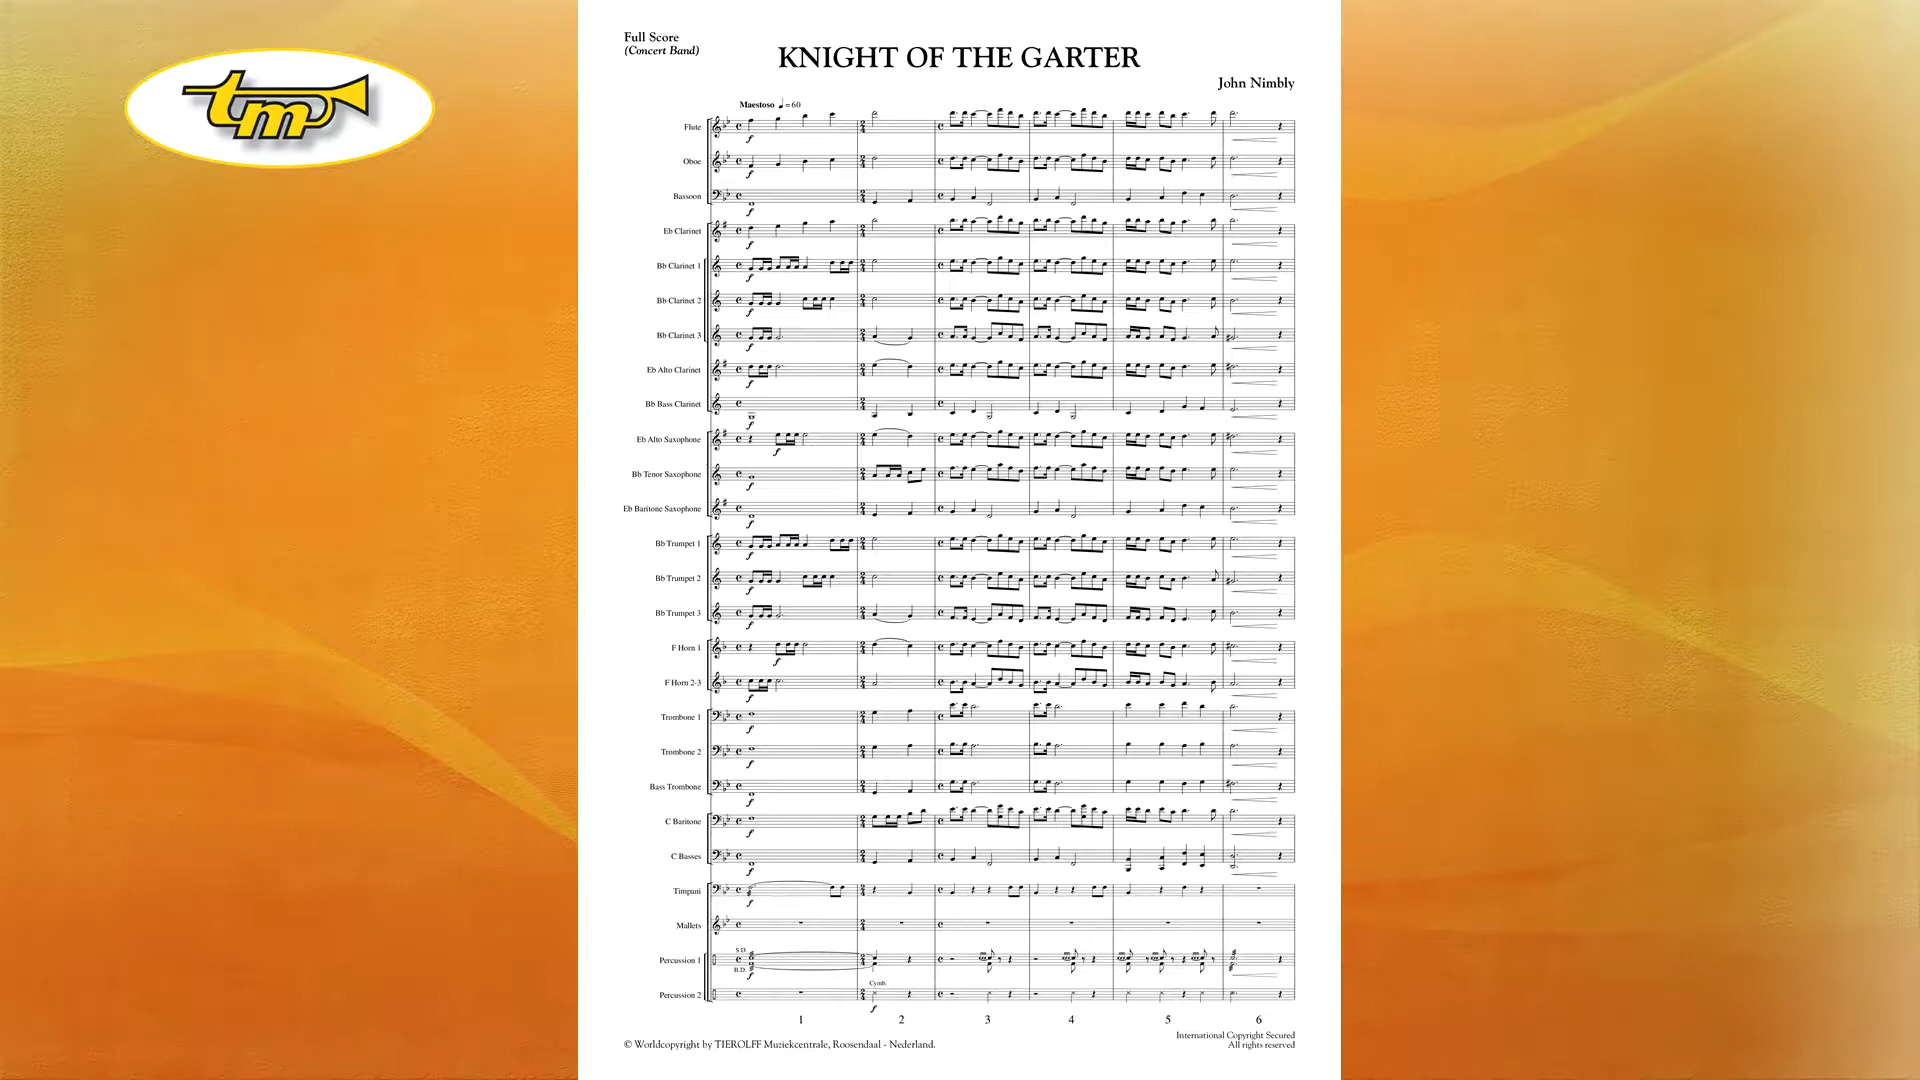 tm
Full Score
(Concert Band)
KNIGHT OF THE GARTER
John Nimbly
Maestoso ♩ = 60
Flute
Oboe
Bassoon
Eb Clarinet
Bb Clarinet 1
Bb Clarinet 2
Bb Clarinet 3
Eb Alto Clarinet
Bb Bass Clarinet
Eb Alto Saxophone
Bb Tenor Saxophone
Eb Baritone Saxophone
Bb Trumpet 1
Bb Trumpet 2
Bb Trumpet 3
F Horn 1
F Horn 2-3
Trombone 1
Trombone 2
Bass Trombone
C Baritone
C Basses
Timpani
Mallets
S.D.
Percussion 1
B.D.
Cymb.
Percussion 2
1 2 3 4 5 6
International Copyright Secured
© Worldcopyright by TIEROLFF Muziekcentrale, Roosendaal - Nederland.
All rights reserved